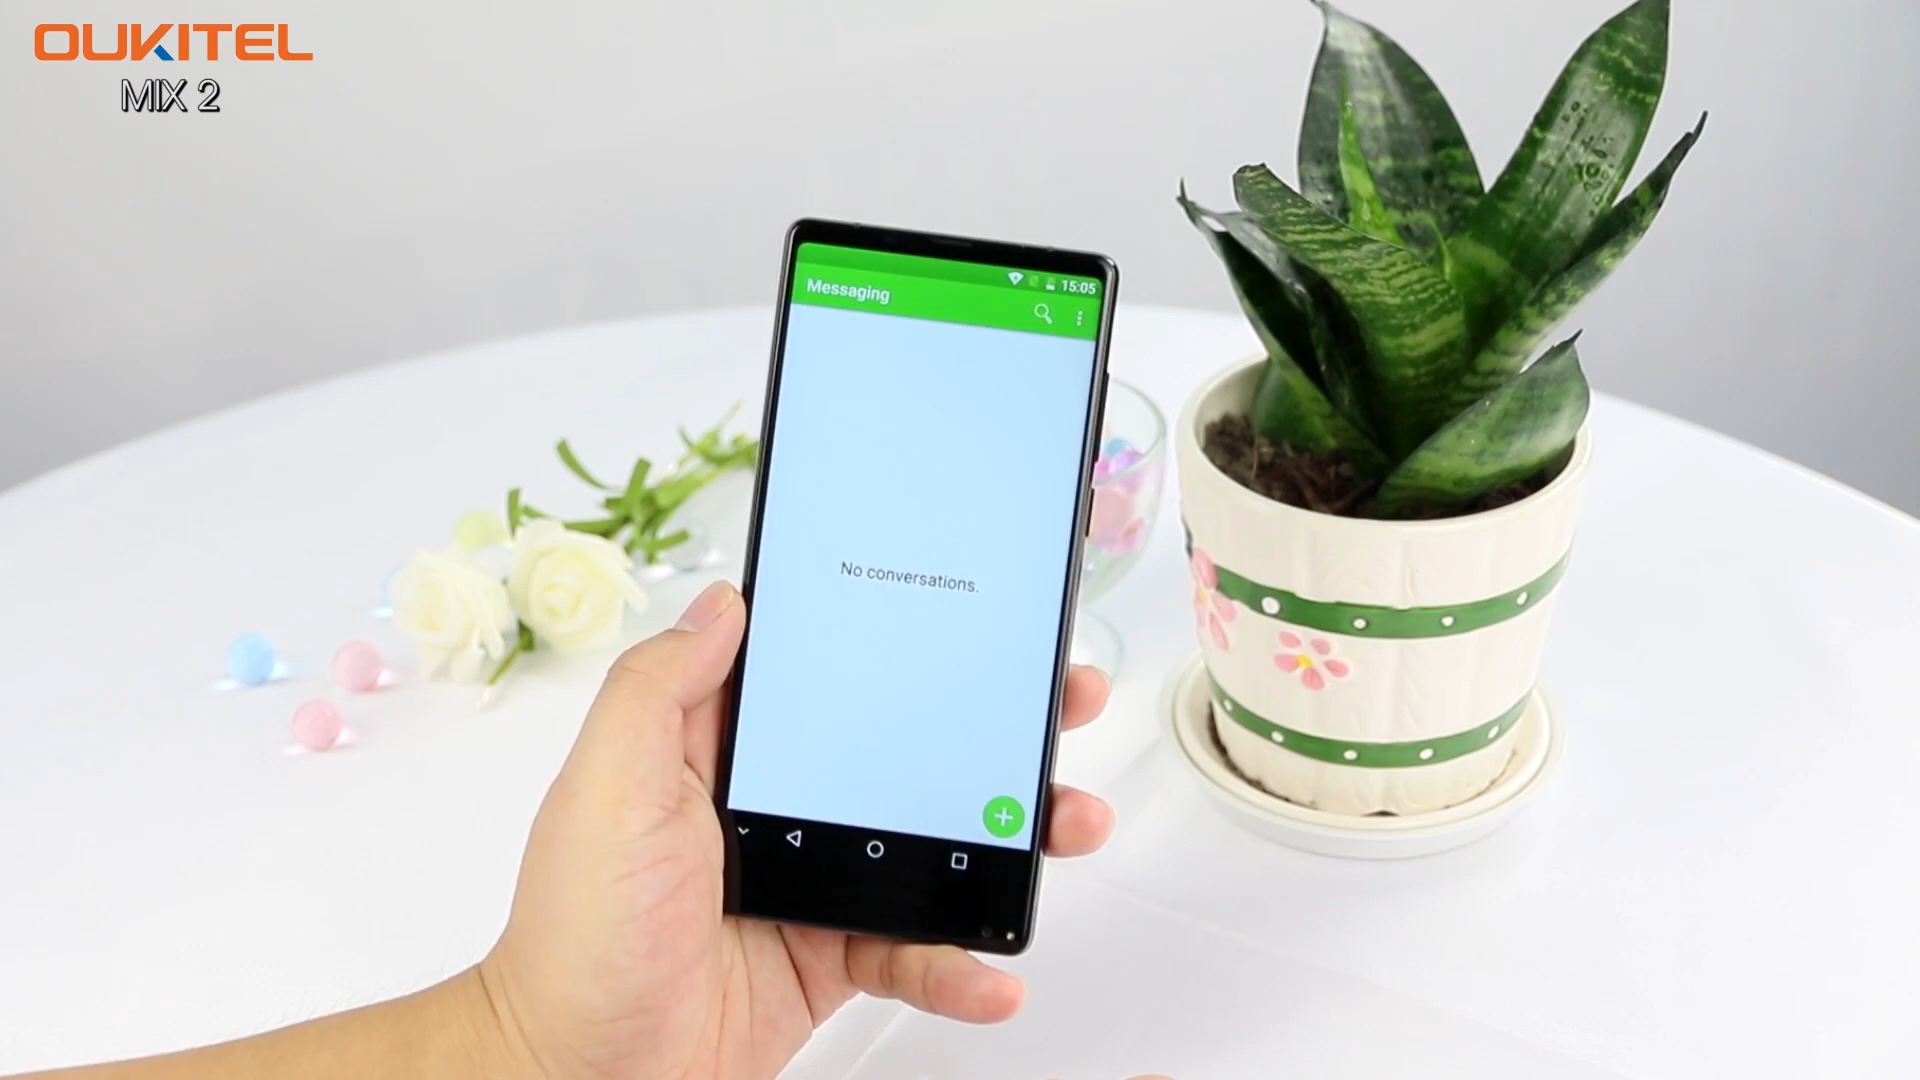 OUKITEL
MIX 2
15:05
Messaging
No conversations.